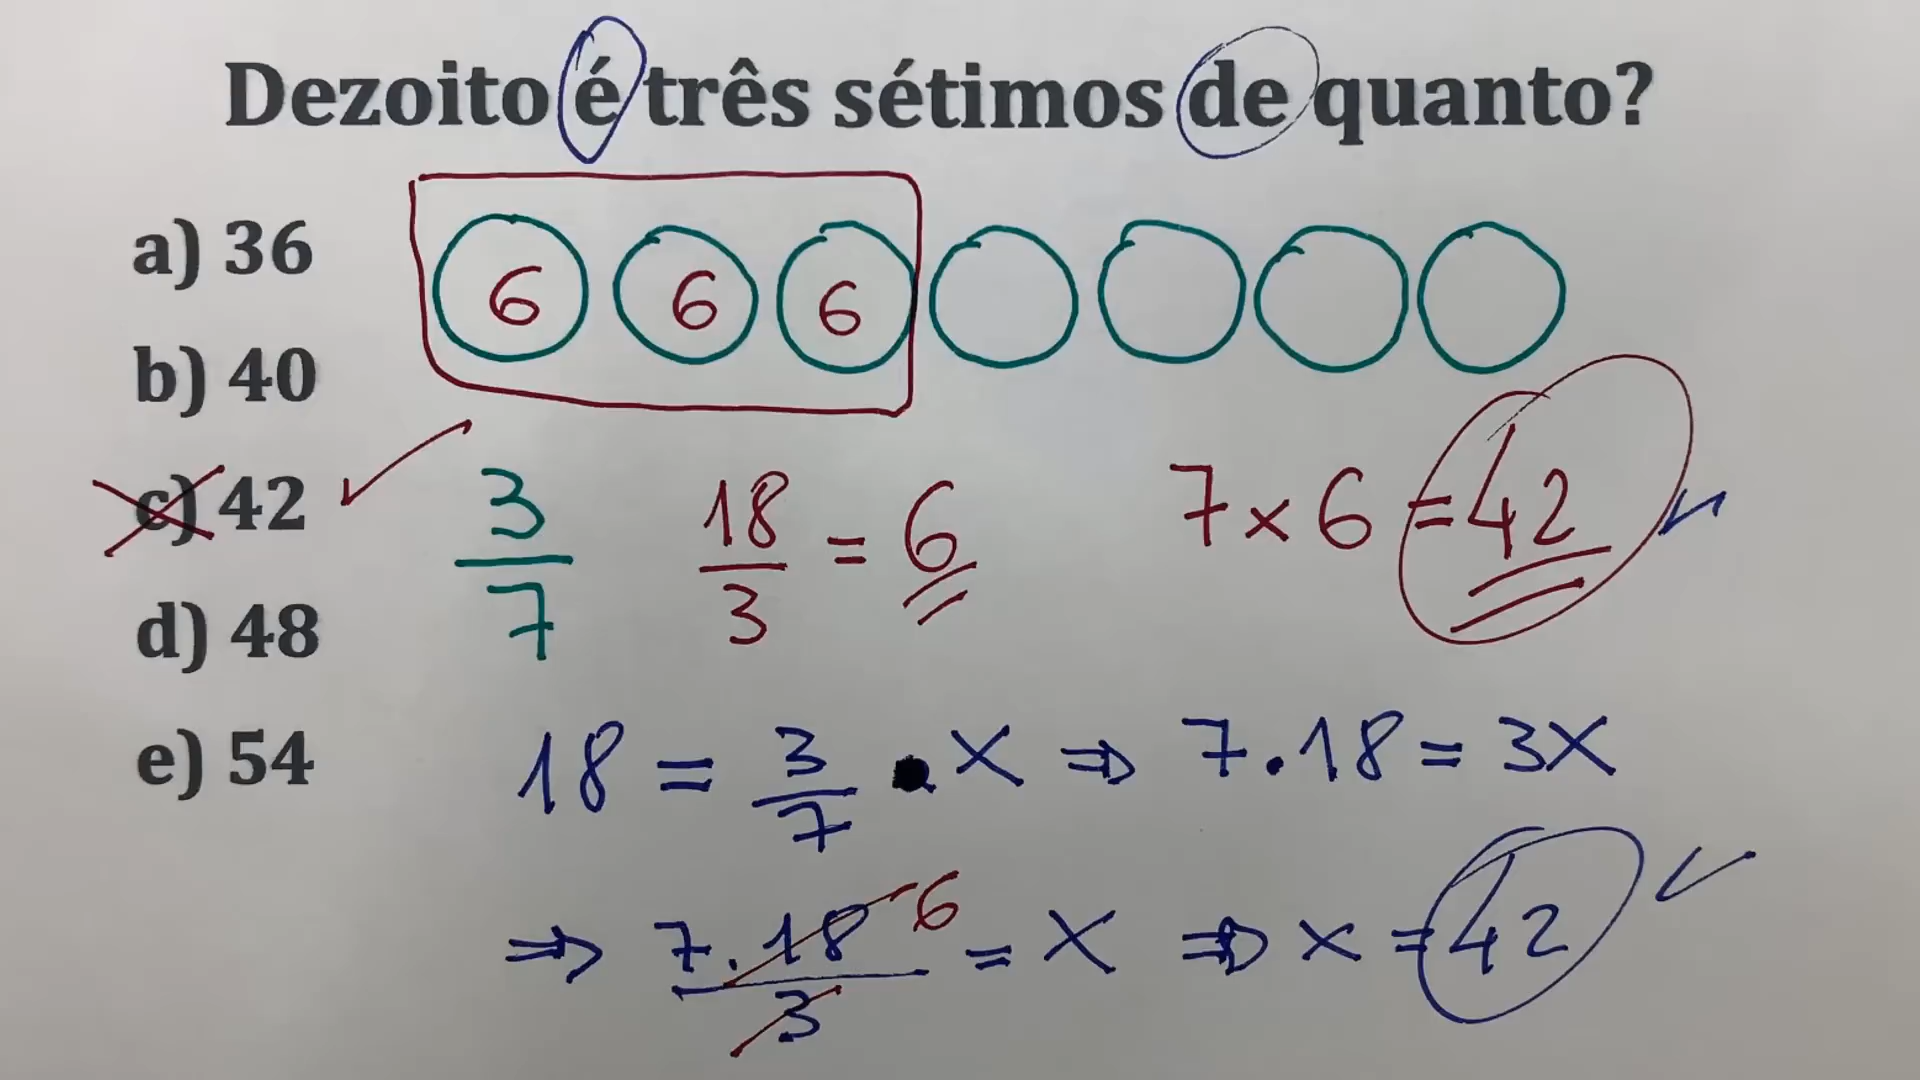 Dezoito é três sétimos de quanto?
a) 36
6 6 6
b) 40
c) 42
3/7 18/3 = 6 7 x 6 = 42
d) 48
e) 54
18 = 3/7 . x ⇒ 7.18 = 3x
⇒ 7.18/3 6 = x ⇒ x = 42